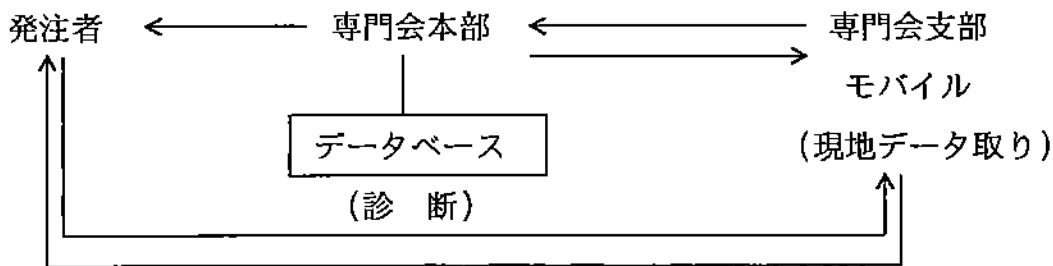 発注者
専門会本部
専門会支部
モバイル
データベース
(現地データ取り)
(診 断)